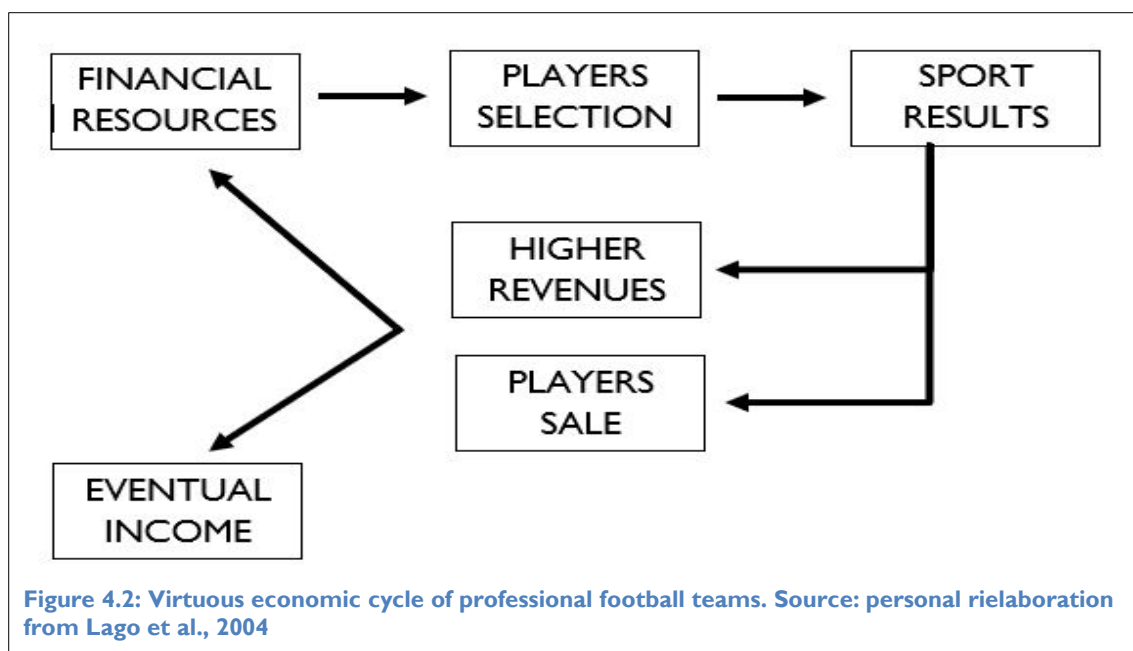 FINANCIAL
RESOURCES
PLAYERS
SELECTION
SPORT
RESULTS
HIGHER
REVENUES
PLAYERS
SALE
EVENTUAL
INCOME
Figure 4.2: Virtuous economic cycle of professional football teams. Source: personal rielaboration
from Lago et al., 2004